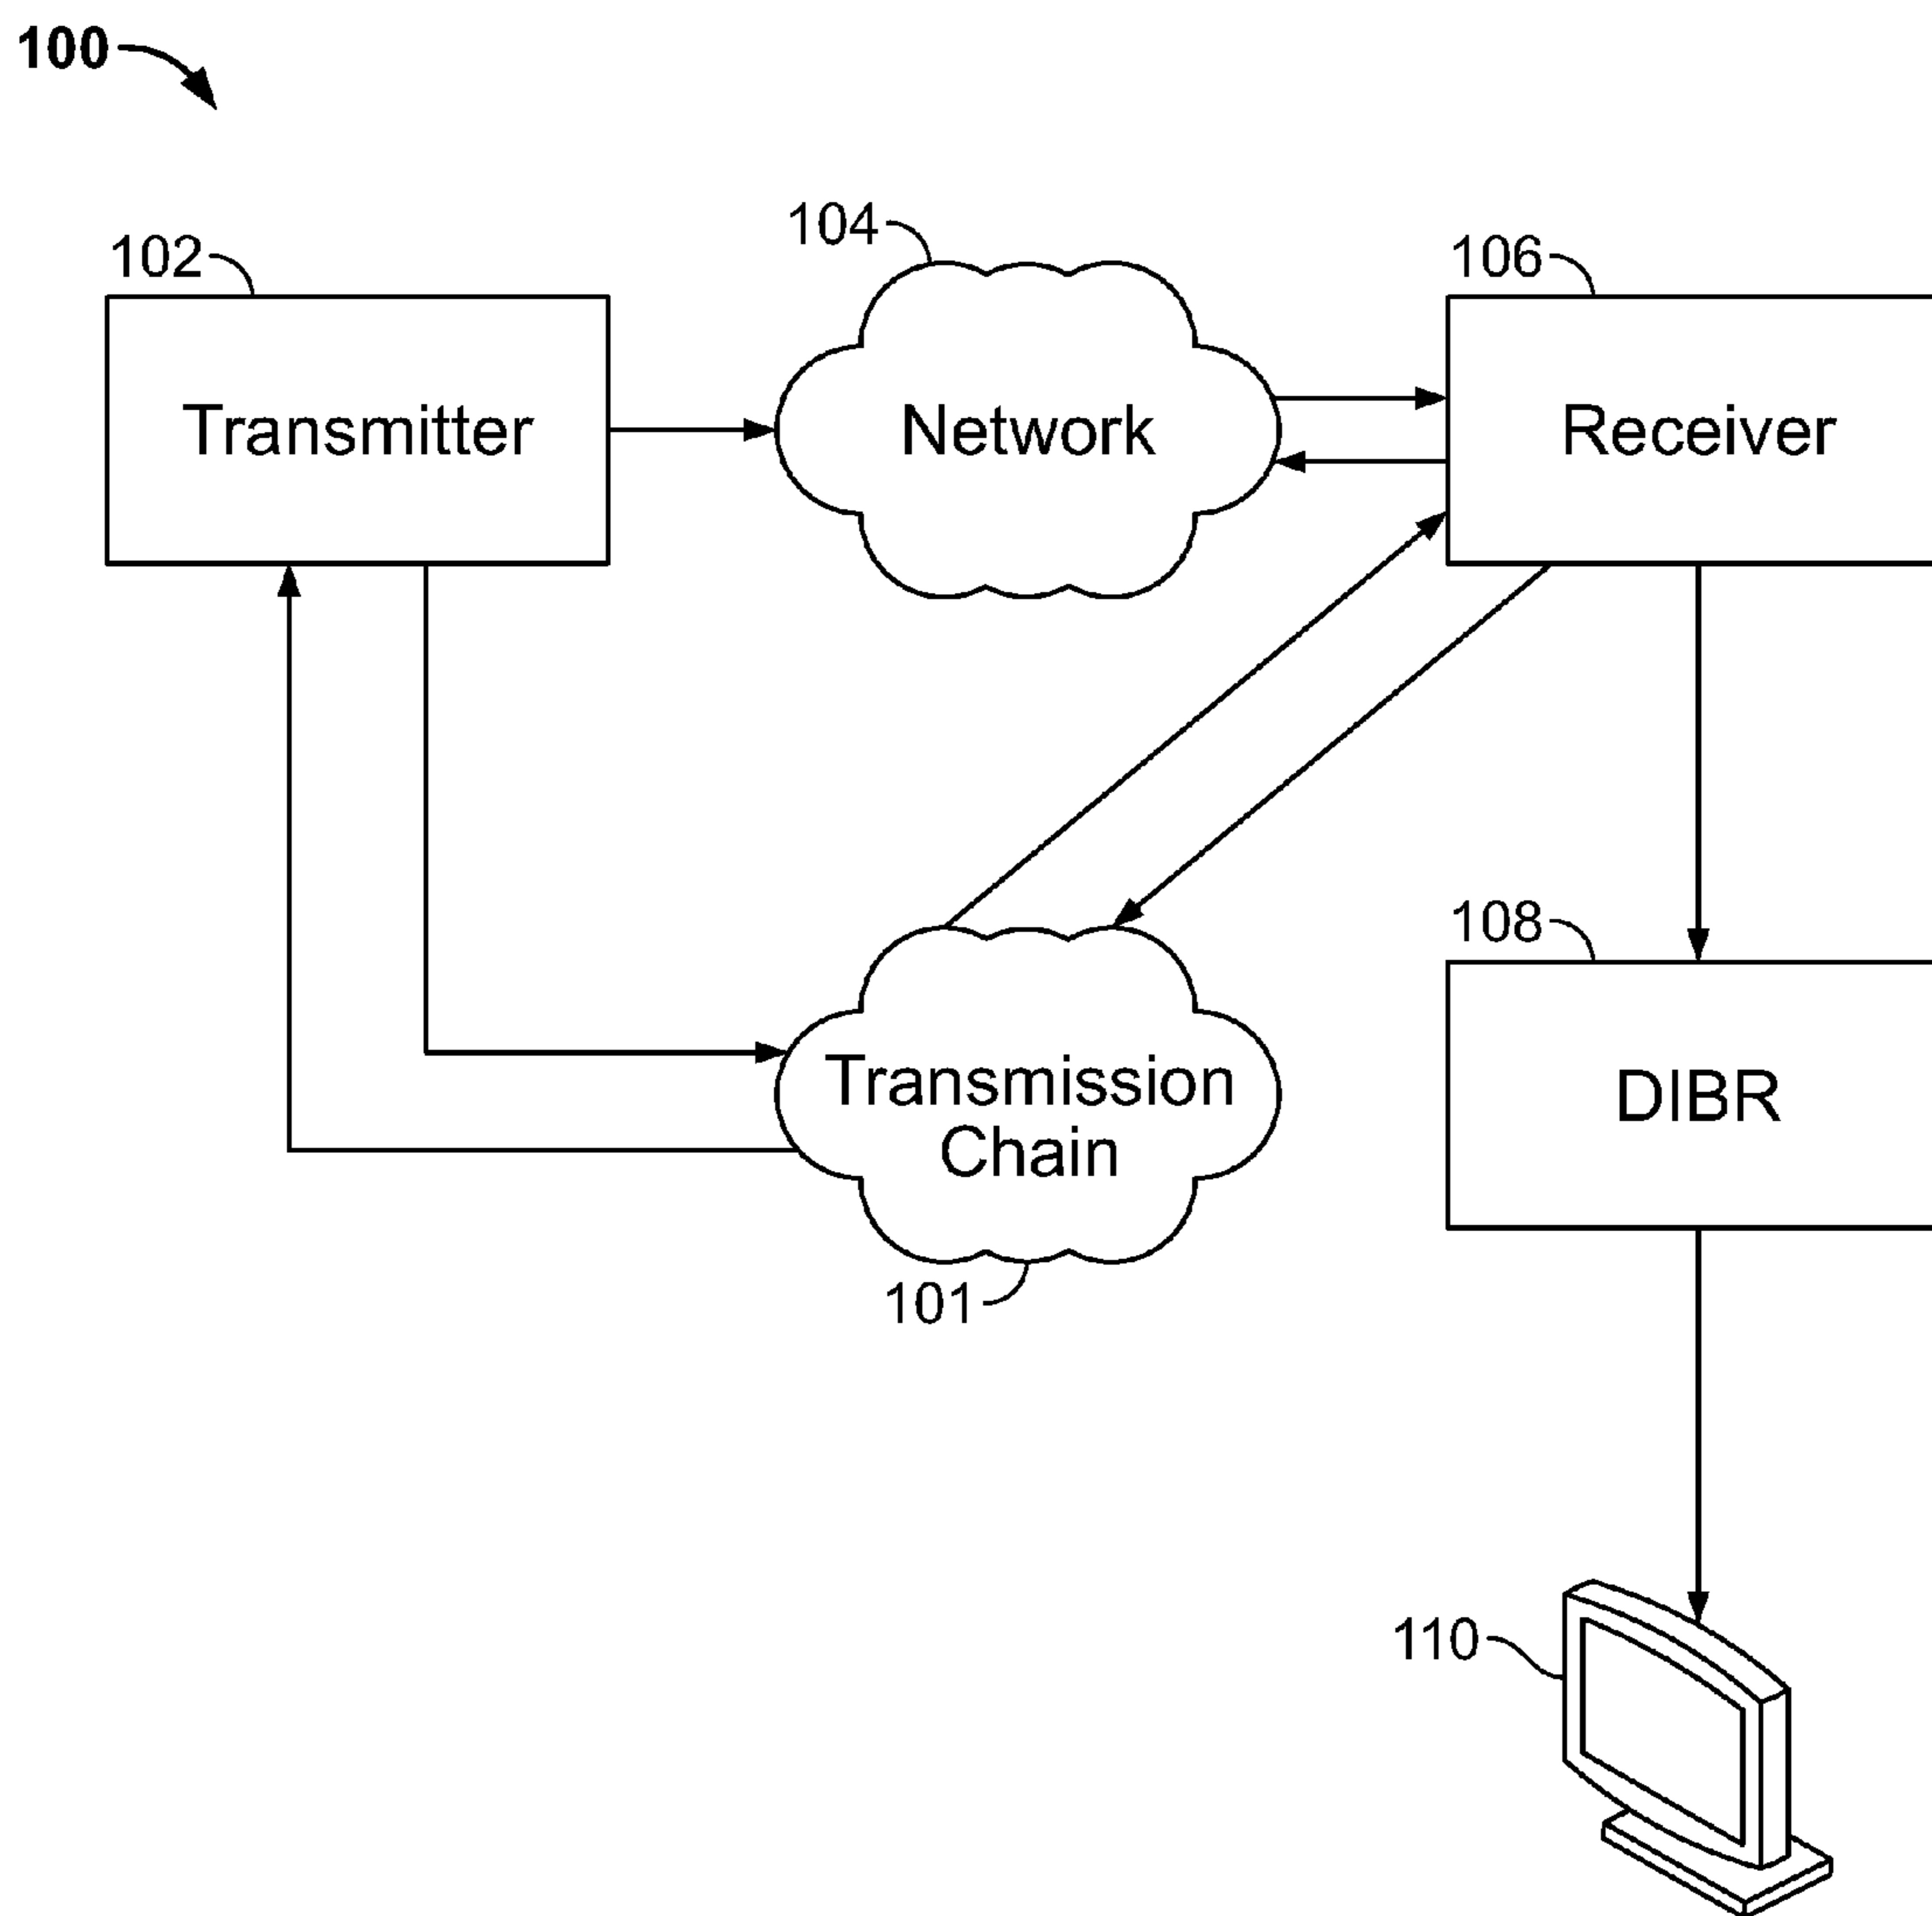 100
104
102
106
Transmitter
Network
Receiver
108
Transmission
Chain
DIBR
101
110